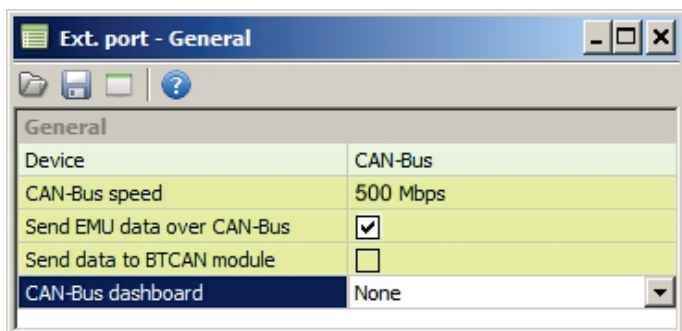 Ext. port - General
General
Device CAN-Bus
CAN-Bus speed 500 Mbps
Send EMU data over CAN-Bus
Send data to BTCAN module
CAN-Bus dashboard None